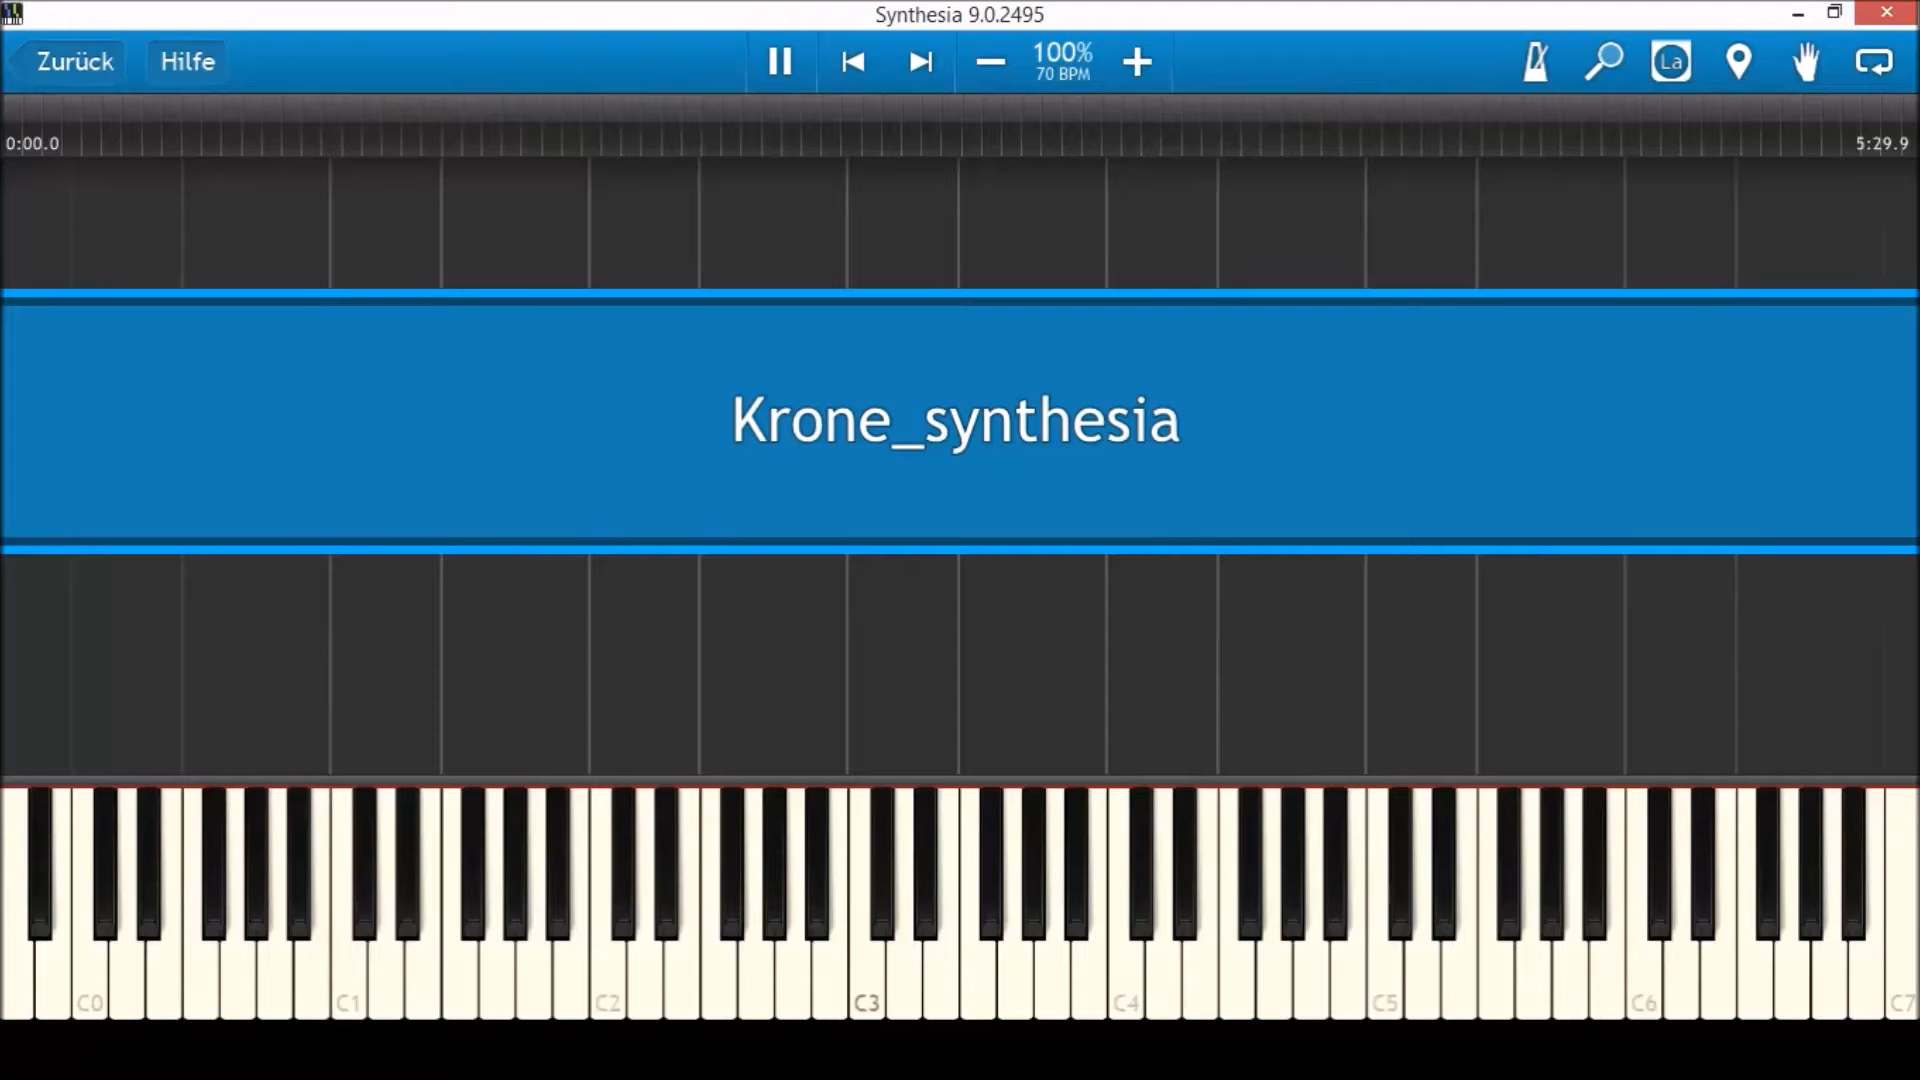 Synthesia 9.0.2495
Zurück
Hilfe
100%
70 BPM
La
0:00.0
5:29.9
Krone_synthesia
C0 C1 C2 C3 C4 C5 C6 C7